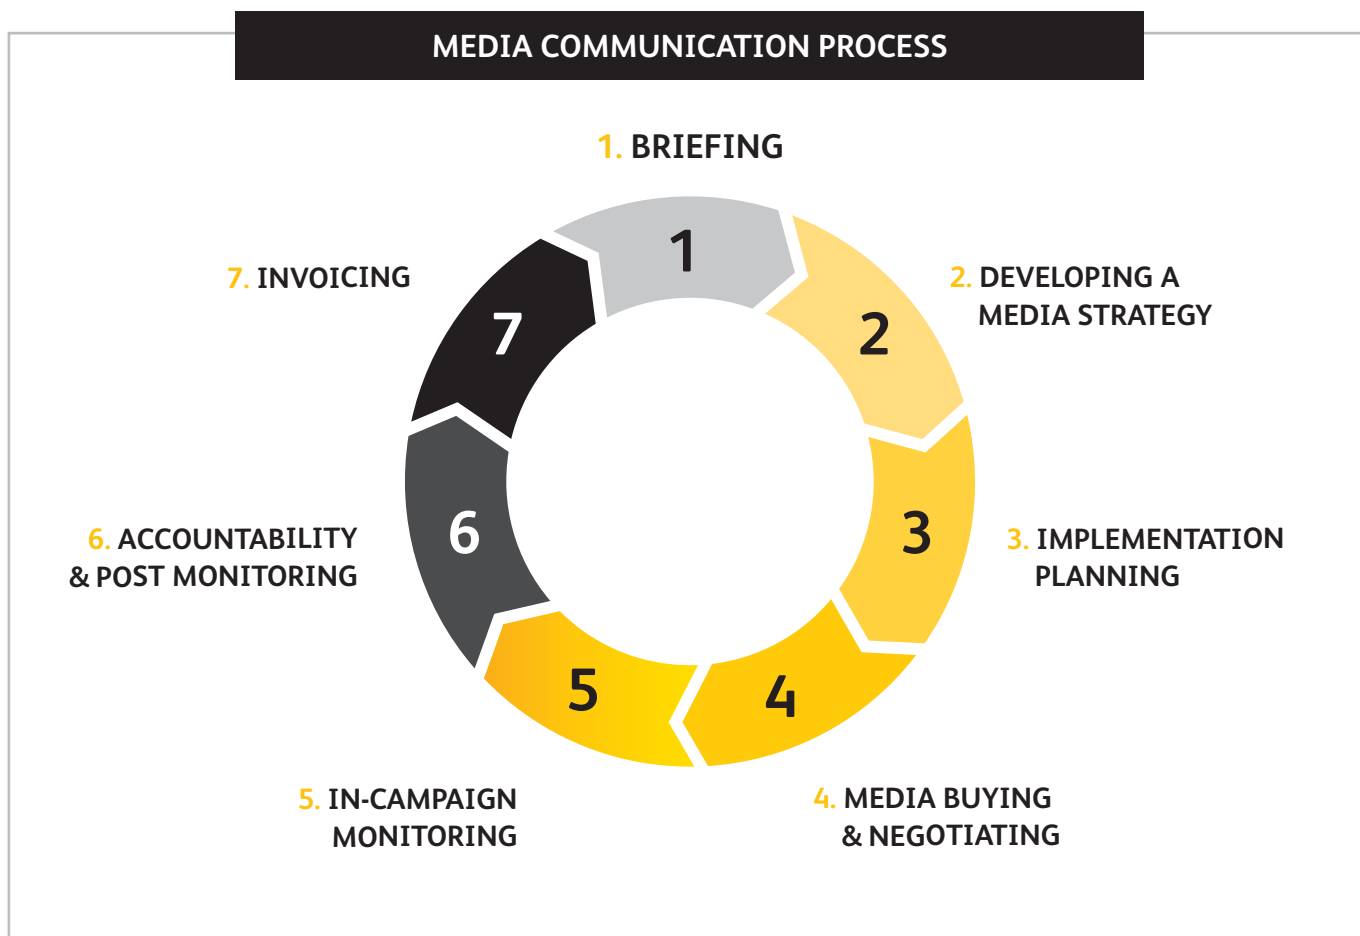 MEDIA COMMUNICATION PROCESS
1. BRIEFING
1
2
2. DEVELOPING A
MEDIA STRATEGY
3
3. IMPLEMENTATION
PLANNING
4
4. MEDIA BUYING
& NEGOTIATING
5
5. IN-CAMPAIGN
MONITORING
6
6. ACCOUNTABILITY
& POST MONITORING
7
7. INVOICING